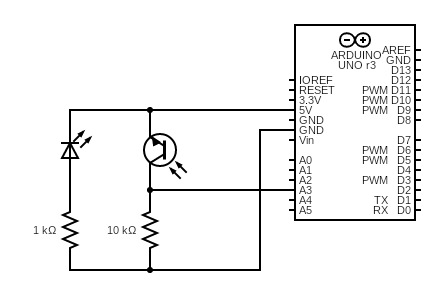 ARDUINO
UNO r3
AREF
GND
D13
IOREF D12
RESET PWM D11
3.3V PWM D10
5V PWM D9
GND D8
GND
Vin D7
PWM D6
A0 PWM D5
A1 D4
A2 PWM D3
A3 D2
A4 TX D1
A5 RX D0
1 kΩ
10 kΩ